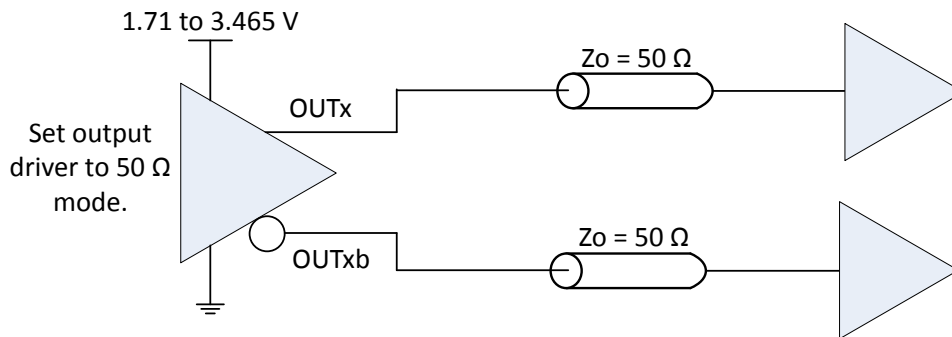 1.71 to 3.465 V
Zo = 50 Ω
OUTx
Set output
driver to 50 Ω
mode.
Zo = 50 Ω
OUTxb